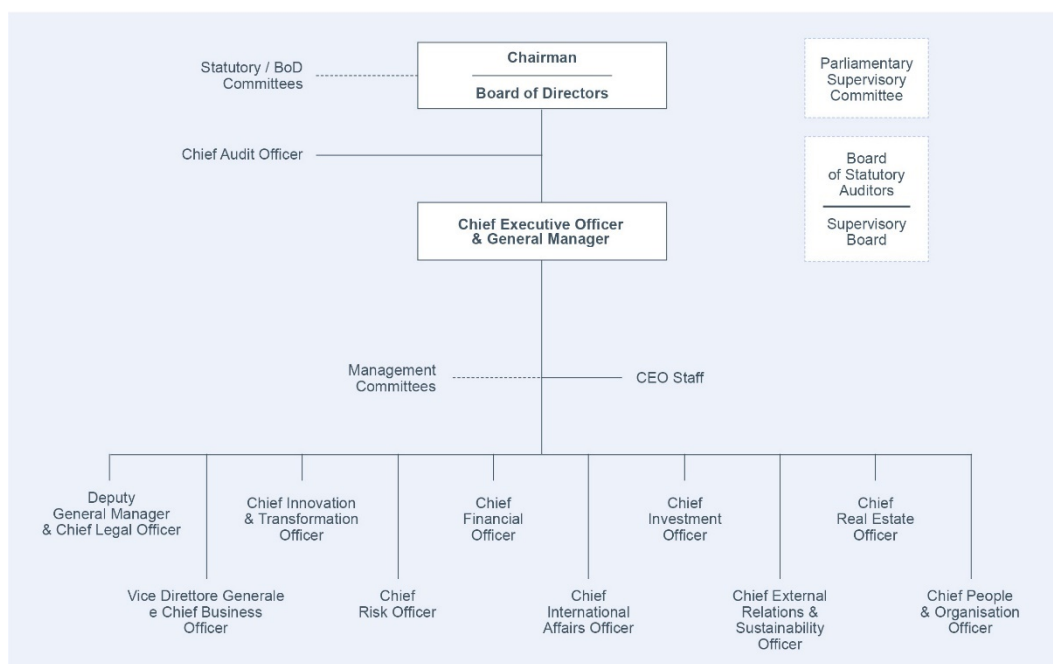 Chairman
Board of Directors
Statutory / BoD
Committees
Parliamentary
Supervisory
Committee
Chief Audit Officer
Board
of Statutory
Auditors
Supervisory
Board
Chief Executive Officer
& General Manager
Management
Committees
CEO Staff
Deputy
General Manager
& Chief Legal Officer
Chief Innovation
& Transformation
Officer
Chief
Financial
Officer
Chief
Investment
Officer
Chief
Real Estate
Officer
Vice Direttore Generale
e Chief Business
Officer
Chief
Risk Officer
Chief
International
Affairs Officer
Chief External
Relations &
Sustainability
Officer
Chief People
& Organisation
Officer